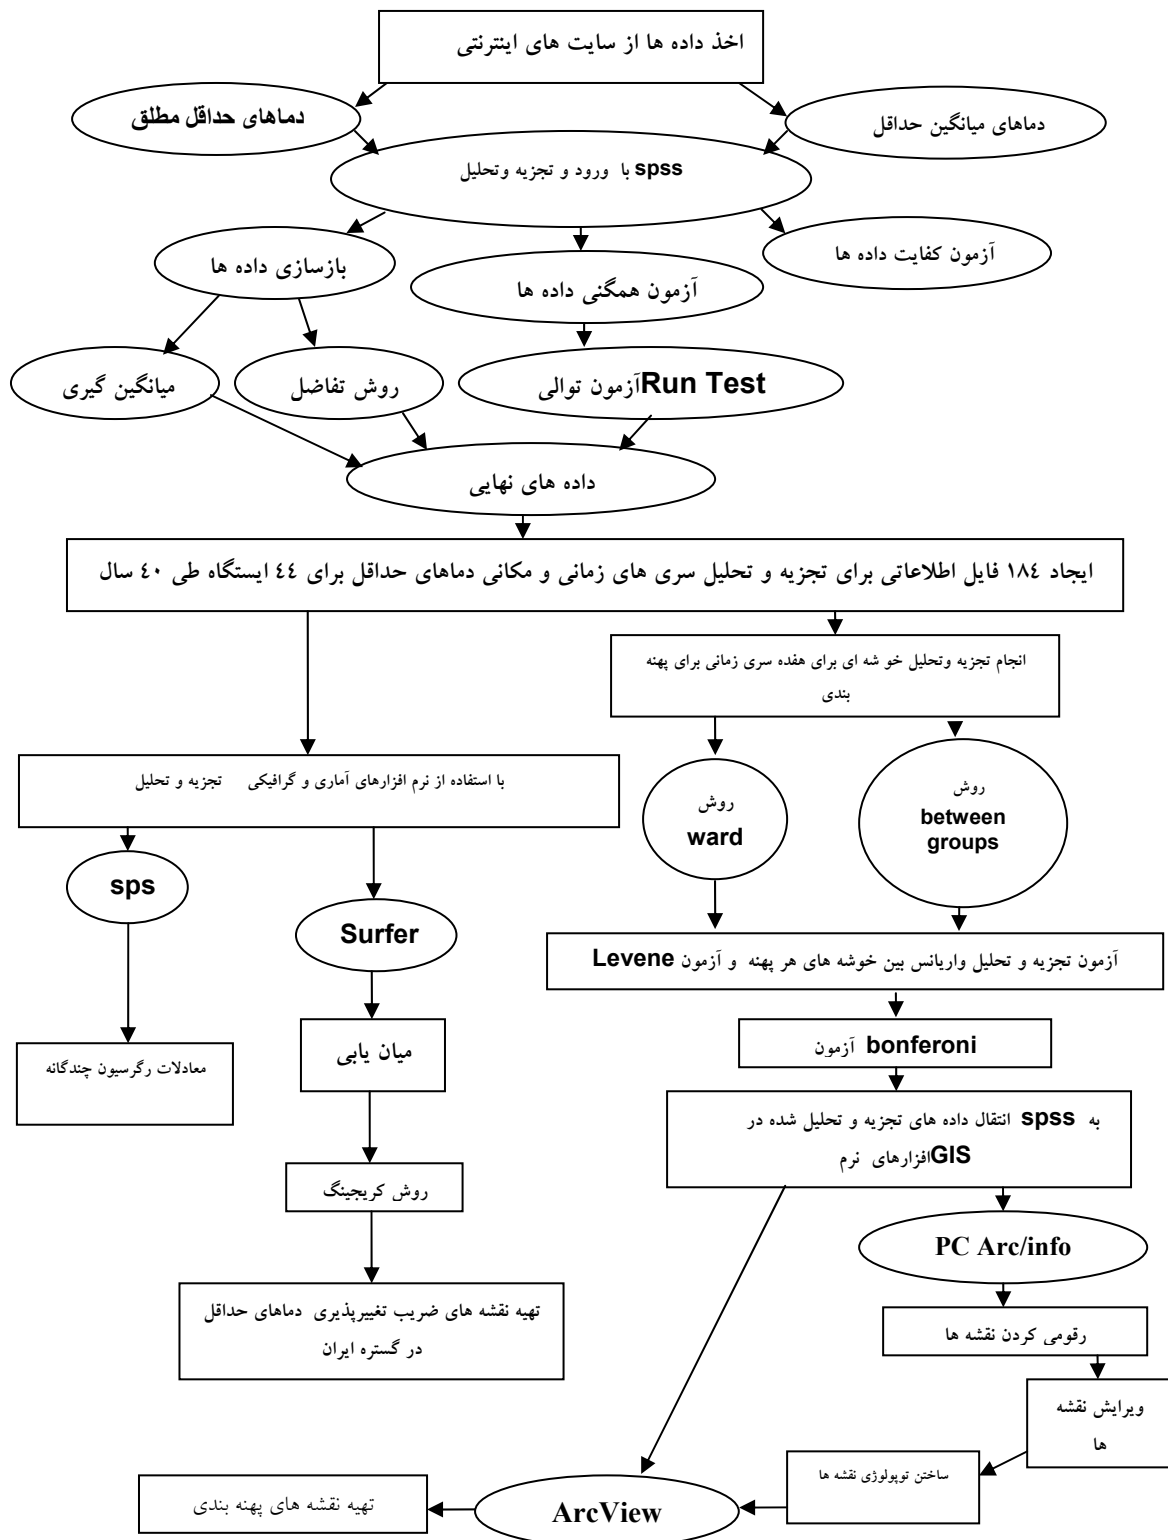 اخذ داده ها از سایت های اینترنتی
دماهای حداقل مطلق
دماهای میانگین حداقل
با ورود و تجزیه وتحلیل spss
بازسازی داده ها
آزمون همگنی داده ها
آزمون کفایت داده ها
میانگین گیری
روش تفاضل
آزمون توالی Run Test
داده های نهایی
ایجاد ١٨٤ فایل اطلاعاتی برای تجزیه و تحلیل سری های زمانی و مکانی دماهای حداقل برای ٤٤ ایستگاه طی ٤٠ سال
انجام تجزیه وتحلیل خو شه ای برای هفده سری زمانی برای پهنه
بندی
با استفاده از نرم افزارهای آماری و گرافیکی تجزیه و تحلیل
روش
ward
روش
between
groups
sps
Surfer
آزمون تجزیه و تحلیل واریانس بین خوشه های هر پهنه و آزمون Levene
میان یابی
آزمون bonferoni
معادلات رگرسیون چندگانه
به spss انتقال داده های تجزیه و تحلیل شده در
افزارهای نرم GIS
روش کریجینگ
PC Arc/info
تهیه نقشه های ضریب تغییرپذیری دماهای حداقل
در گستره ایران
رقومی کردن نقشه ها
ویرایش نقشه
ها
ساختن توپولوژی نقشه ها
ArcView
تهیه نقشه های پهنه بندی